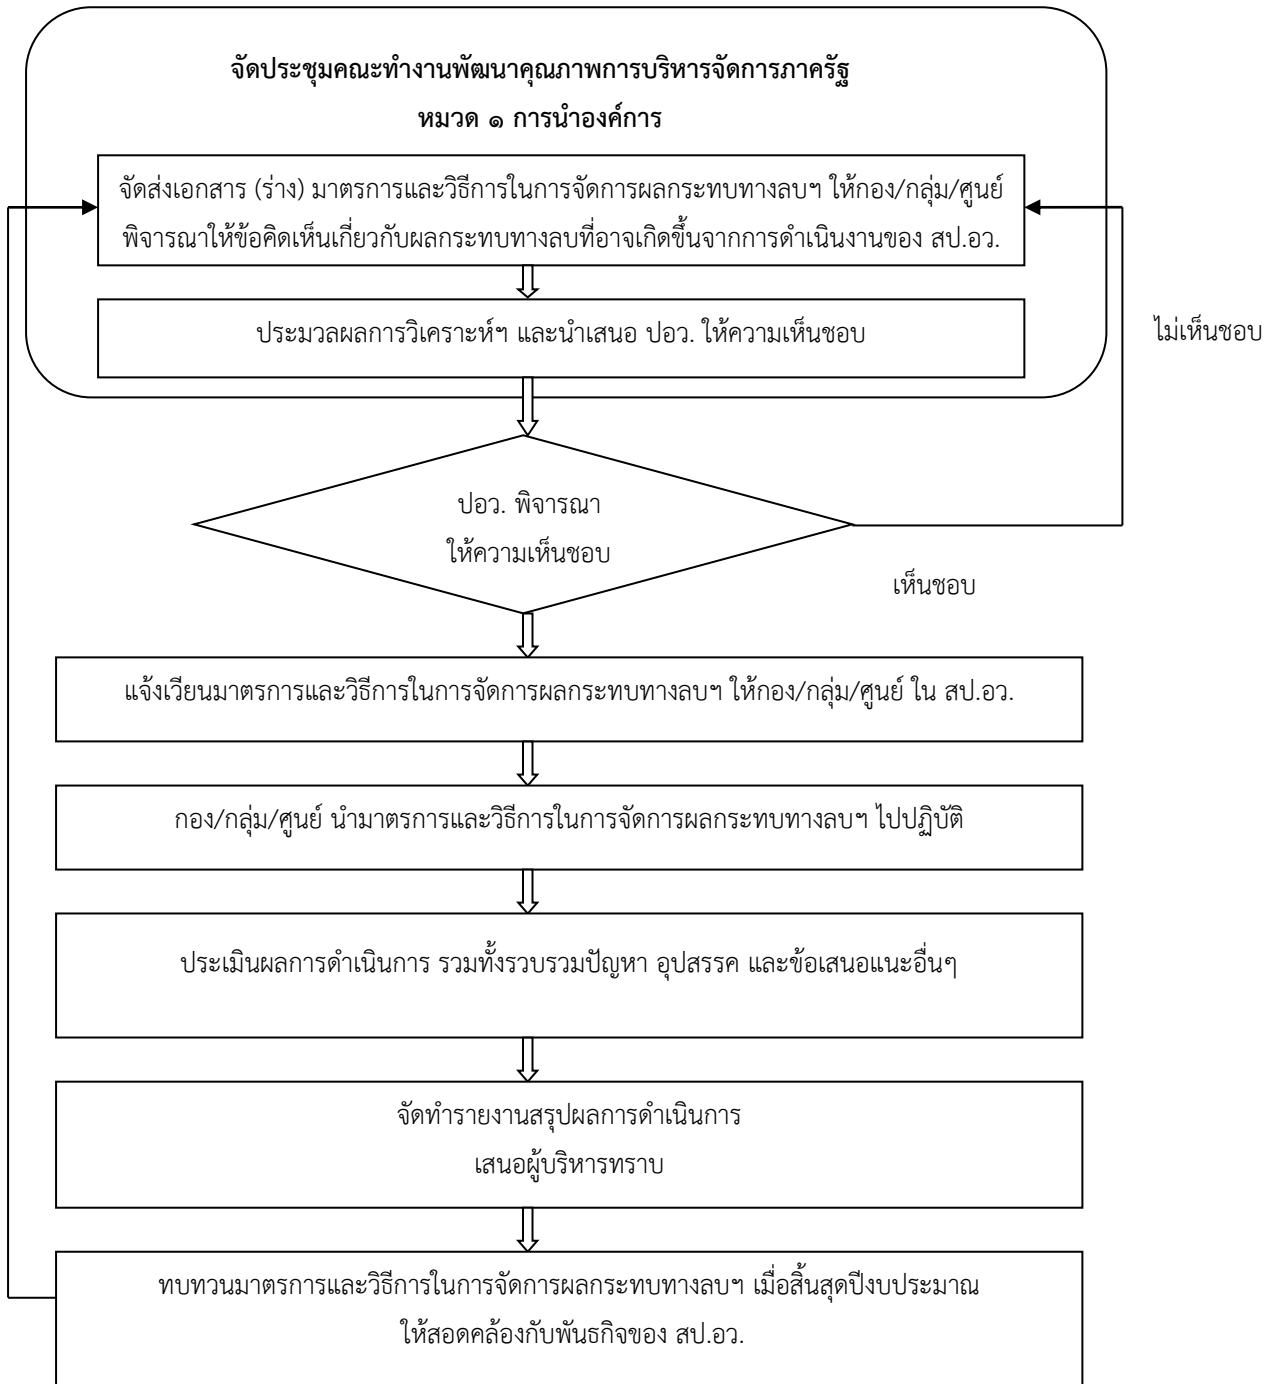 จัดประชุมคณะทำงานพัฒนาคุณภาพการบริหารจัดการภาครัฐ
หมวด ๑ การนำองค์การ
จัดส่งเอกสาร (ร่าง) มาตรการและวิธีการในการจัดการผลกระทบทางลบฯ ให้กอง/กลุ่ม/ศูนย์
พิจารณาให้ข้อคิดเห็นเกี่ยวกับผลกระทบทางลบที่อาจเกิดขึ้นจากการดำเนินงานของ สป.อว.
ประมวลผลการวิเคราะห์ฯ และนำเสนอ ปอว. ให้ความเห็นชอบ
ไม่เห็นชอบ
ปอว. พิจารณา
ให้ความเห็นชอบ
เห็นชอบ
แจ้งเวียนมาตรการและวิธีการในการจัดการผลกระทบทางลบฯ ให้กอง/กลุ่ม/ศูนย์ ใน สป.อว.
กอง/กลุ่ม/ศูนย์ นำมาตรการและวิธีการในการจัดการผลกระทบทางลบฯ ไปปฏิบัติ
ประเมินผลการดำเนินการ รวมทั้งรวบรวมปัญหา อุปสรรค และข้อเสนอแนะอื่นๆ
จัดทำรายงานสรุปผลการดำเนินการ
เสนอผู้บริหารทราบ
ทบทวนมาตรการและวิธีการในการจัดการผลกระทบทางลบฯ เมื่อสิ้นสุดปีงบประมาณ
ให้สอดคล้องกับพันธกิจของ สป.อว.